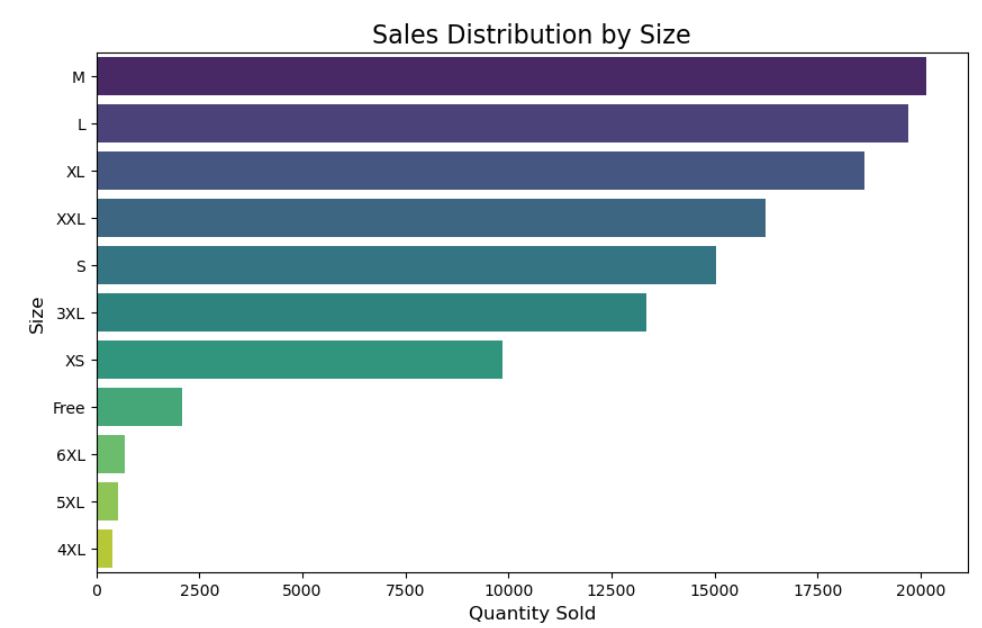 Sales Distribution by Size
M
L
XL
XXL
S
3XL
XS
Free
6XL
5XL
4XL
Size
0 2500 5000 7500 10000 12500 15000 17500 20000
Quantity Sold